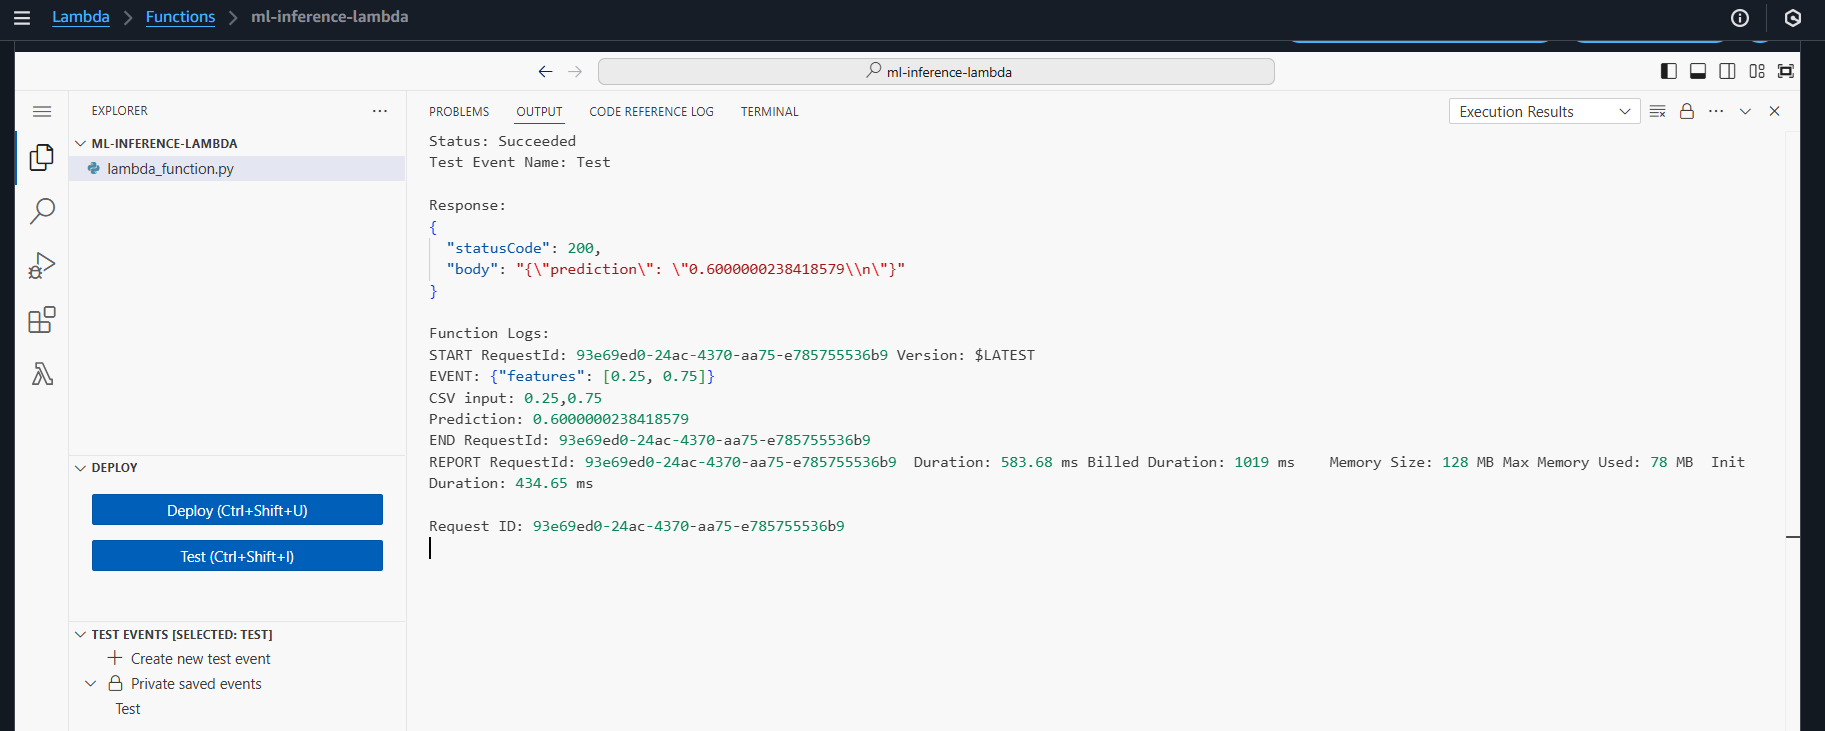 Lambda > Functions > ml-inference-lambda
ml-inference-lambda
EXPLORER
ML-INFERENCE-LAMBDA
lambda_function.py
DEPLOY
Deploy (Ctrl+Shift+U)
Test (Ctrl+Shift+I)
TEST EVENTS [SELECTED: TEST]
Create new test event
Private saved events
Test
PROBLEMS OUTPUT CODE REFERENCE LOG TERMINAL
Execution Results
Status: Succeeded
Test Event Name: Test
Response:
{
"statusCode": 200,
"body": "{\"prediction\": \"0.6000000238418579\\n\"}"
}
Function Logs:
START RequestId: 93e69ed0-24ac-4370-aa75-e785755536b9 Version: $LATEST
EVENT: {"features": [0.25, 0.75]}
CSV input: 0.25,0.75
Prediction: 0.6000000238418579
END RequestId: 93e69ed0-24ac-4370-aa75-e785755536b9
REPORT RequestId: 93e69ed0-24ac-4370-aa75-e785755536b9 Duration: 583.68 ms Billed Duration: 1019 ms Memory Size: 128 MB Max Memory Used: 78 MB Init
Duration: 434.65 ms
Request ID: 93e69ed0-24ac-4370-aa75-e785755536b9